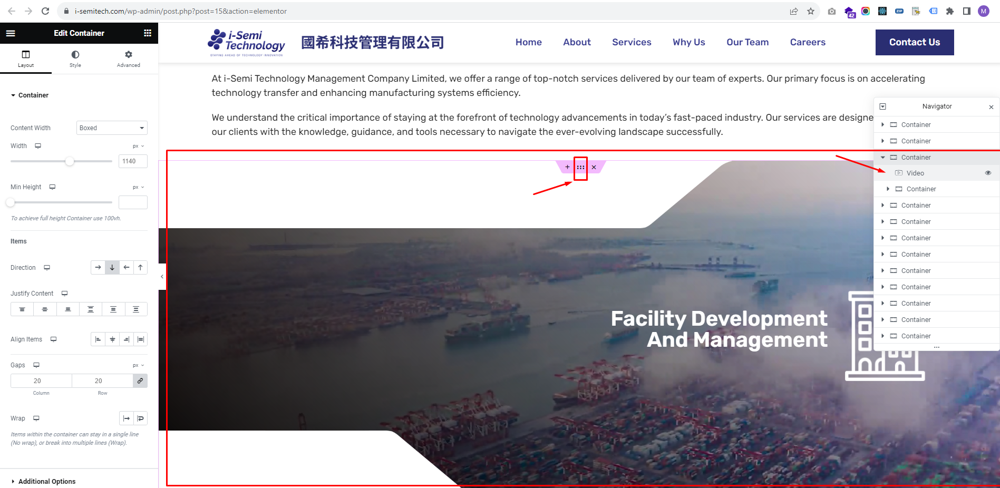 i-semitech.com/wp-admin/post.php?post=15&action=elementor
42
ZIP
M
Edit Container
Layout
Style
Advanced
Container
Content Width
Boxed
Width
px
1140
Min Height
px
To achieve full height Container use 100vh.
Items
Direction
Justify Content
Align Items
Gaps
px
20
20
Column
Row
Wrap
Items within the container can stay in a single line
(No wrap), or break into multiple lines (Wrap).
Additional Options
i-Semi
Technology
STAYING AHEAD OF TECHNOLOGY INNOVATION
國希科技管理有限公司
Home
About
Services
Why Us
Our Team
Careers
Contact Us
At i-Semi Technology Management Company Limited, we offer a range of top-notch services delivered by our team of experts. Our primary focus is on accelerating
technology transfer and enhancing manufacturing systems efficiency.
We understand the critical importance of staying at the forefront of technology advancements in today’s fast-paced industry. Our services are designe
our clients with the knowledge, guidance, and tools necessary to navigate the ever-evolving landscape successfully.
Facility Development
And Management
Navigator
Container
Container
Container
Video
Container
Container
Container
Container
Container
Container
Container
Container
Container
Container